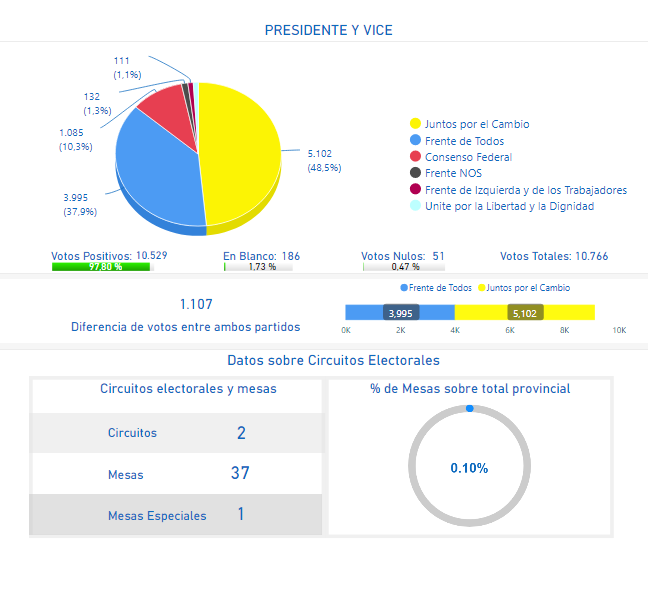 PRESIDENTE Y VICE
111
(1,1%)
132
(1,3%)
1.085
(10,3%)
3.995
(37,9%)
5.102
(48,5%)
Juntos por el Cambio
Frente de Todos
Consenso Federal
Frente NOS
Frente de Izquierda y de los Trabajadores
Unite por la Libertad y la Dignidad
Votos Positivos: 10.529
97,80 %
En Blanco: 186
1,73 %
Votos Nulos: 51
0,47 %
Votos Totales: 10.766
1.107
Diferencia de votos entre ambos partidos
Frente de Todos Juntos por el Cambio
3,995 5,102
0K 2K 4K 6K 8K 10K
Datos sobre Circuitos Electorales
Circuitos electorales y mesas
Circuitos 2
Mesas 37
Mesas Especiales 1
% de Mesas sobre total provincial
0.10%